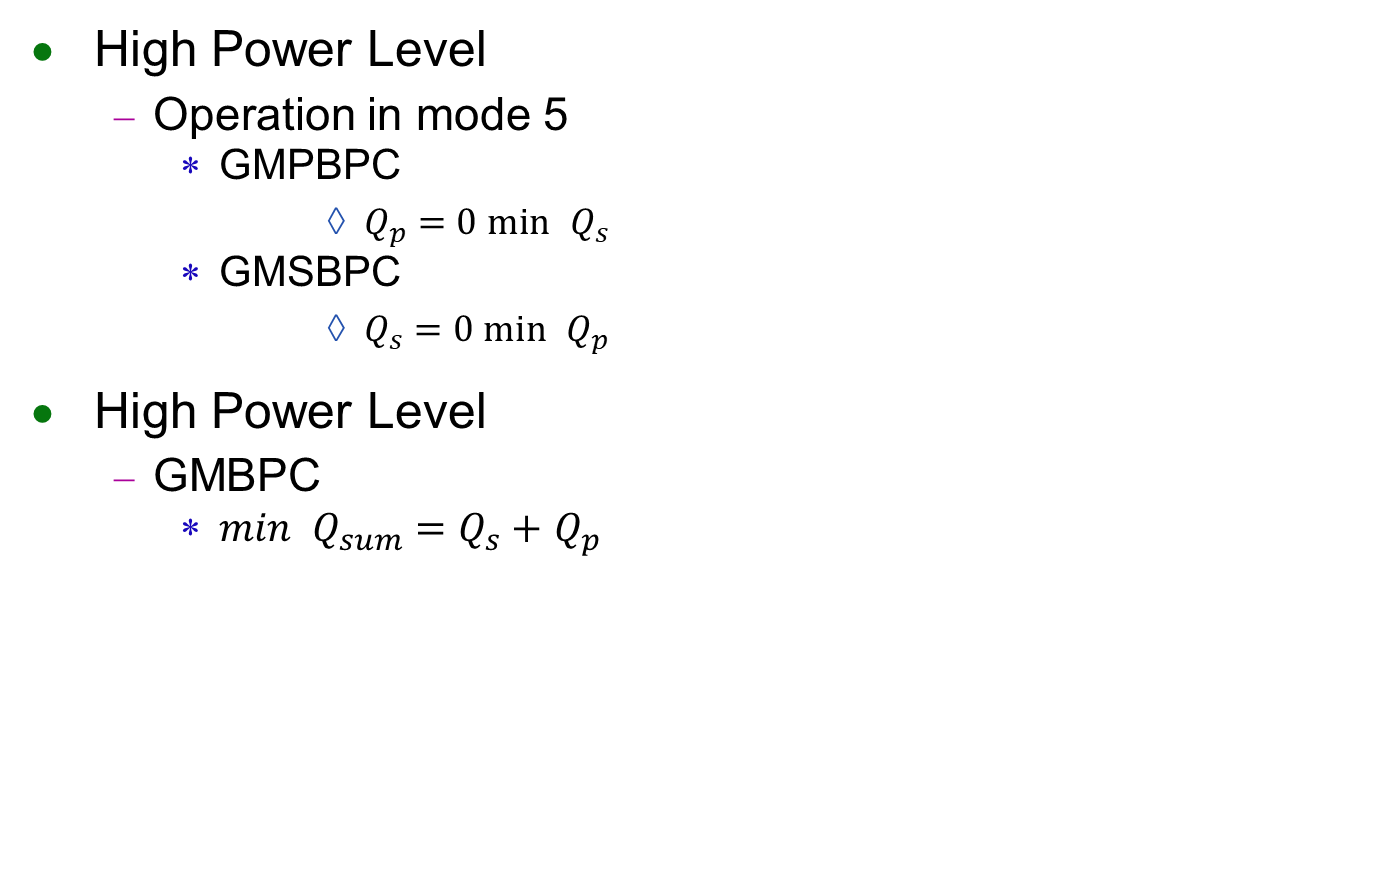 • High Power Level
– Operation in mode 5
* GMPBPC
◊ Qₚ = 0 min Qₛ
* GMSBPC
◊ Qₛ = 0 min Qₚ
• High Power Level
– GMBPC
* min Qₛᵤₘ = Qₛ + Qₚ